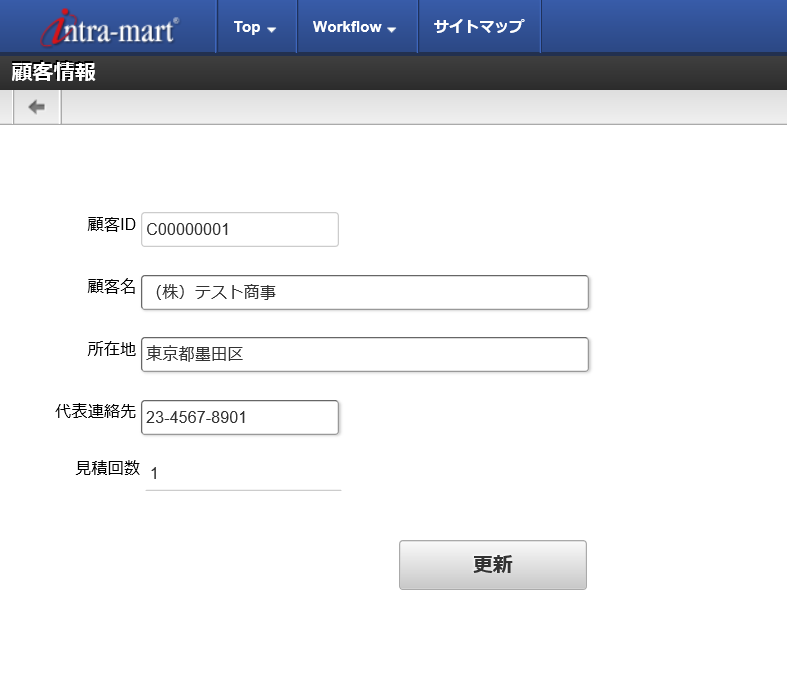 intra-mart®
Top
Workflow
サイトマップ
顧客情報
顧客ID
C00000001
顧客名
（株）テスト商事
所在地
東京都墨田区
代表連絡先
23-4567-8901
見積回数
1
更新